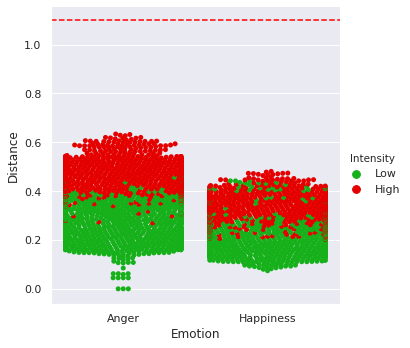 1.0
0.8
0.6
0.4
0.2
0.0
Distance
Anger
Happiness
Emotion
Intensity
Low
High